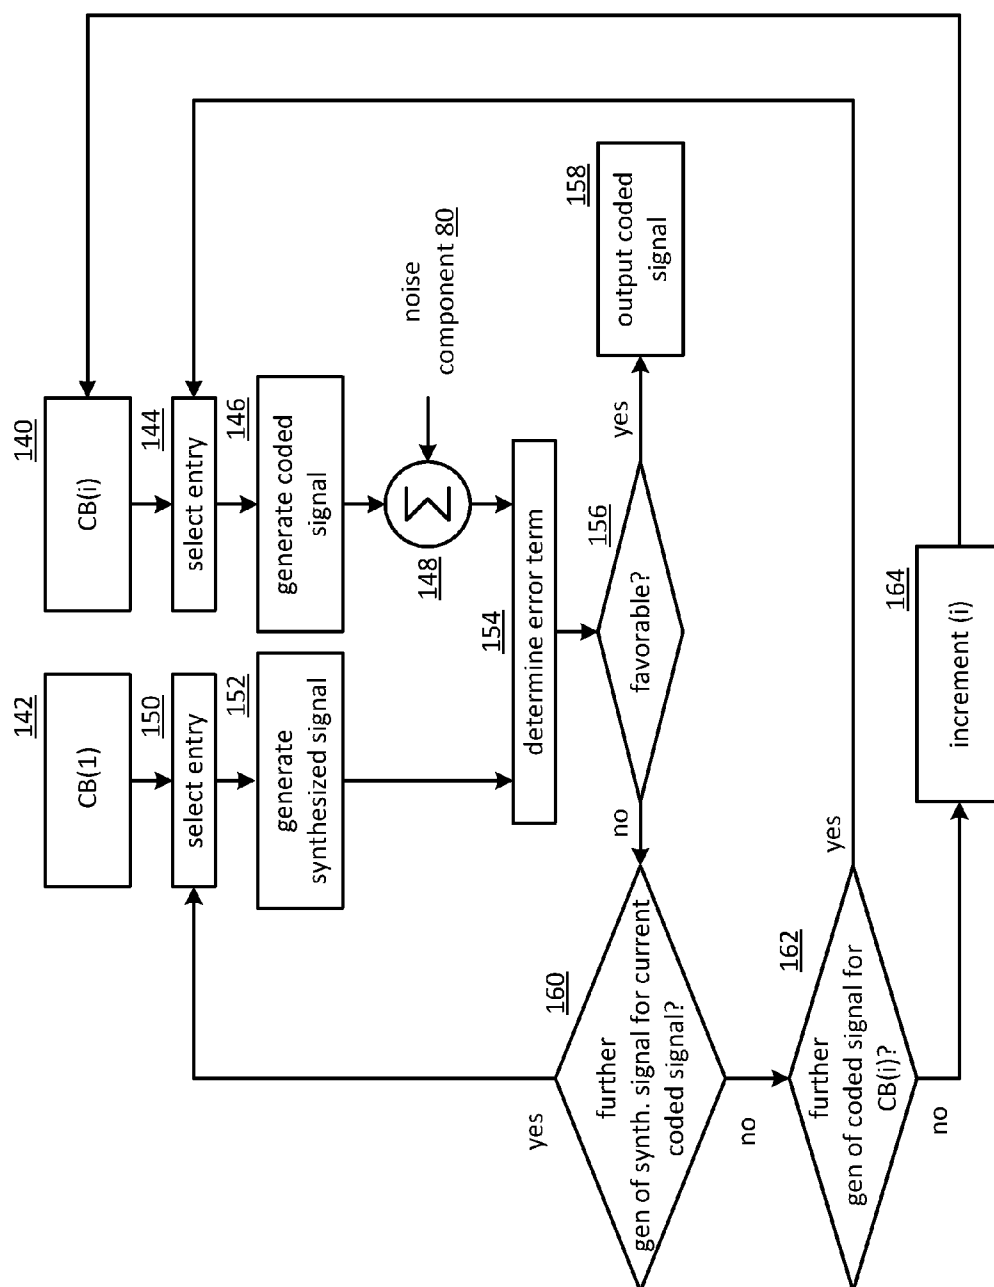 142
CB(1)
150
select entry
152
generate
synthesized signal
140
CB(i)
144
select entry
146
generate coded
signal
148
Σ
noise
component 80
154
determine error term
156
favorable?
yes
158
output coded
signal
no
160
further
gen of synth. signal for current
coded signal?
yes
no
162
further
gen of coded signal for
CB(i)?
yes
no
164
increment (i)